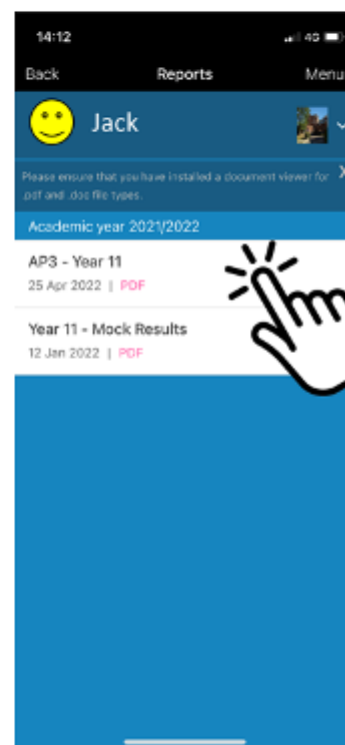 14:12
4G
Back Reports Menu
Jack
Please ensure that you have installed a document viewer for X
.pdf and .doc file types.
Academic year 2021/2022
AP3 - Year 11
25 Apr 2022 | PDF
Year 11 - Mock Results
12 Jan 2022 | PDF